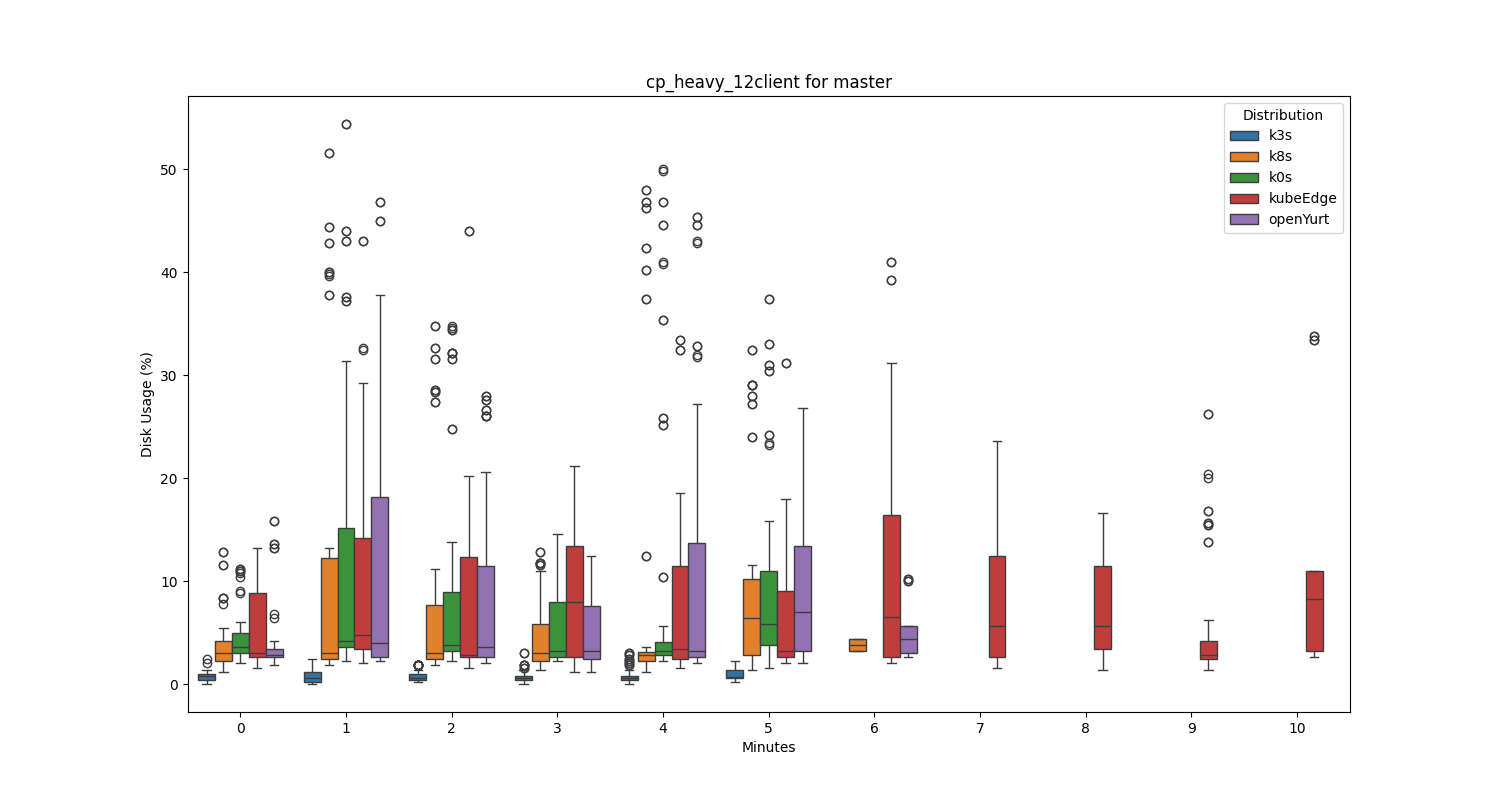 cp_heavy_12client for master
Distribution
k3s
k8s
k0s
kubeEdge
openYurt
Disk Usage (%)
50
40
30
20
10
0
0 1 2 3 4 5 6 7 8 9 10
Minutes